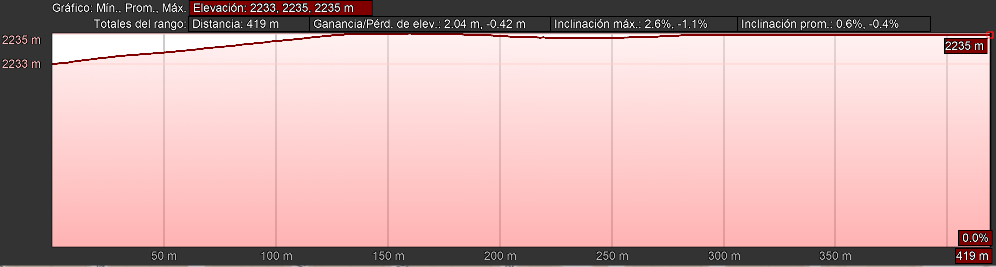 Gráfico: Mín.. Prom., Máx. Elevación: 2233, 2235, 2235 m
Totales del rango: Distancia: 419 m Ganancia/Pérd. de elev.: 2.04 m, -0.42 m Inclinación máx.: 2.6%, -1.1% Inclinación prom.: 0.6%, -0.4%
2235 m
2235 m
2233 m
0.0%
50 m 100 m 150 m 200 m 250 m 300 m 350 m 419 m